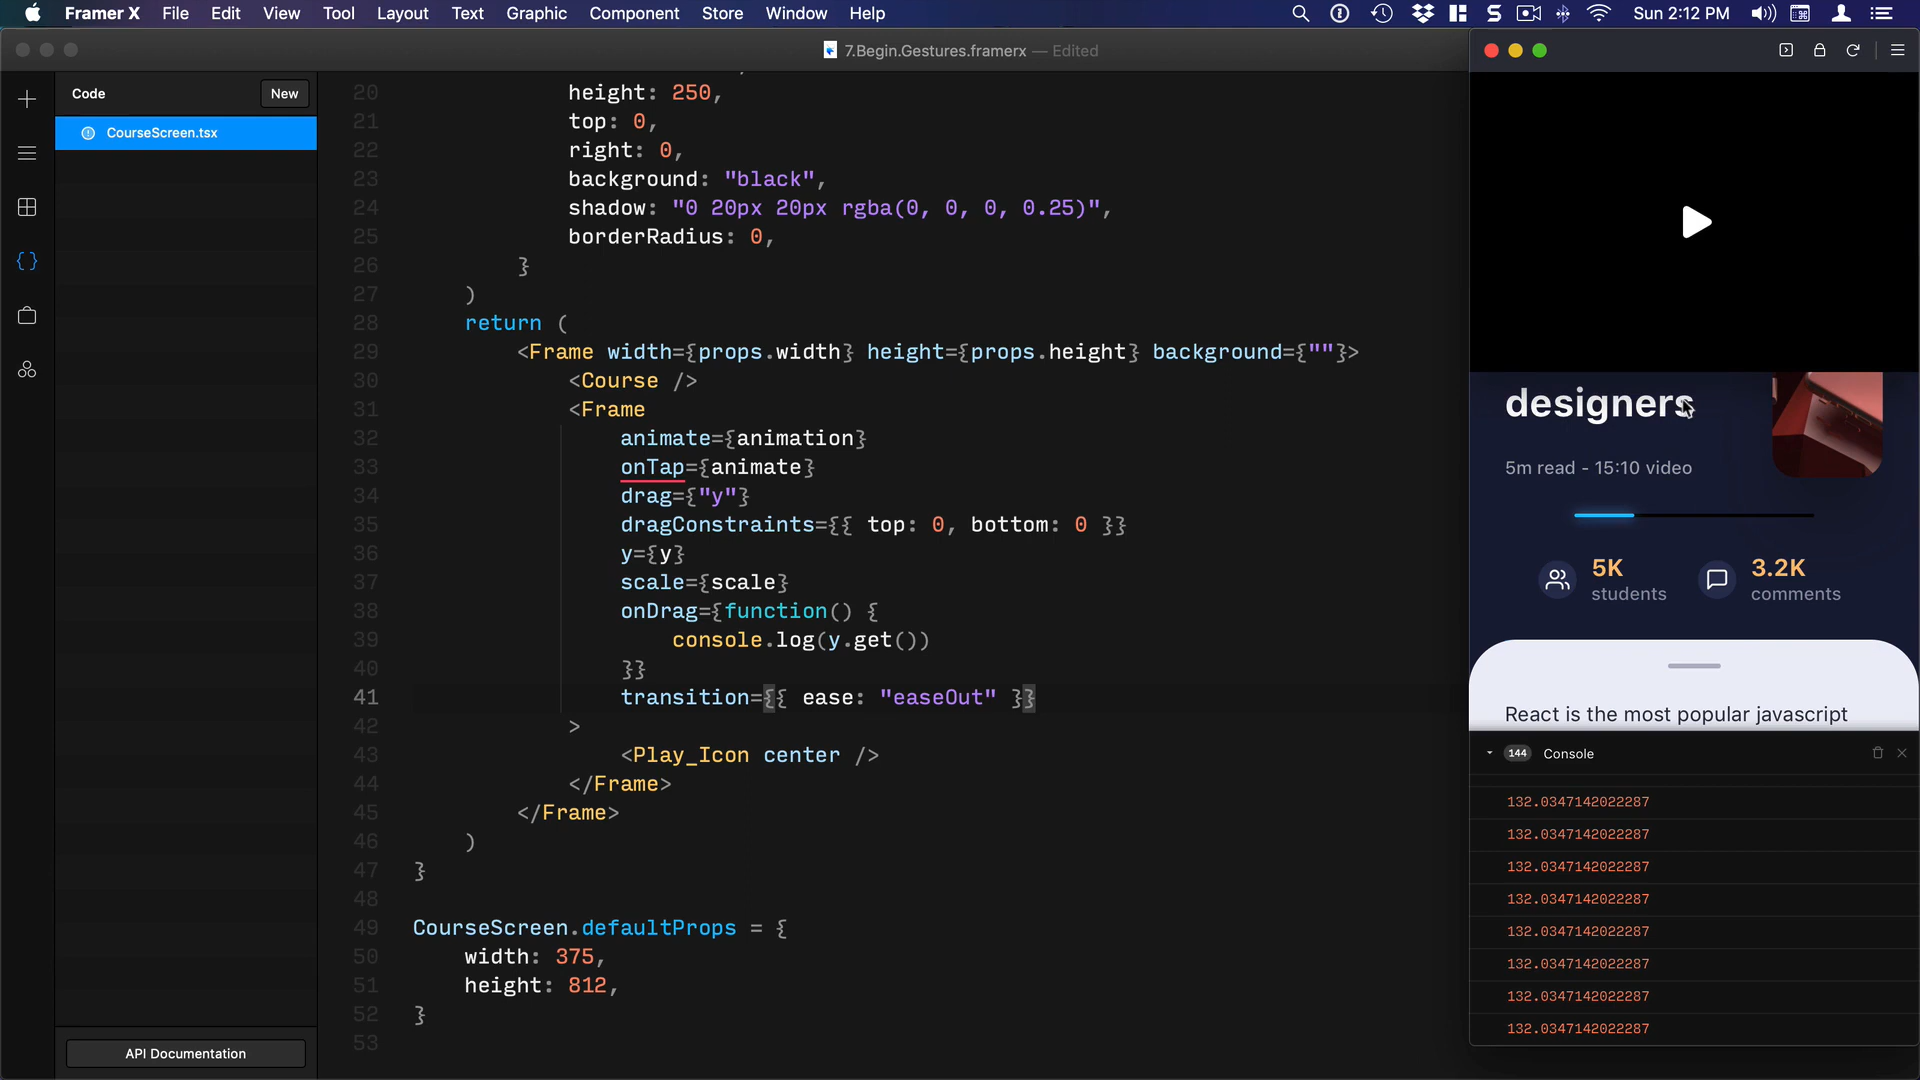 Framer X File Edit View Tool Layout Text Graphic Component Store Window Help Sun 2:12 PM
7.Begin.Gestures.framerx — Edited
Code New
CourseScreen.tsx
API Documentation
20 height: 250,
21 top: 0,
22 right: 0,
23 background: "black",
24 shadow: "0 20px 20px rgba(0, 0, 0, 0.25)",
25 borderRadius: 0,
26 }
27 )
28 return (
29 <Frame width={props.width} height={props.height} background={""}>
30 <Course />
31 <Frame
32 animate={animation}
33 onTap={animate}
34 drag={"y"}
35 dragConstraints={{ top: 0, bottom: 0 }}
36 y={y}
37 scale={scale}
38 onDrag={function() {
39 console.log(y.get())
40 }}
41 transition={{ ease: "easeOut" }}
42 >
43 <Play_Icon center />
44 </Frame>
45 </Frame>
46 )
47 }
48
49 CourseScreen.defaultProps = {
50 width: 375,
51 height: 812,
52 }
53
designers
5m read - 15:10 video
5K
students
3.2K
comments
React is the most popular javascript
144 Console
132.0347142022287
132.0347142022287
132.0347142022287
132.0347142022287
132.0347142022287
132.0347142022287
132.0347142022287
132.0347142022287